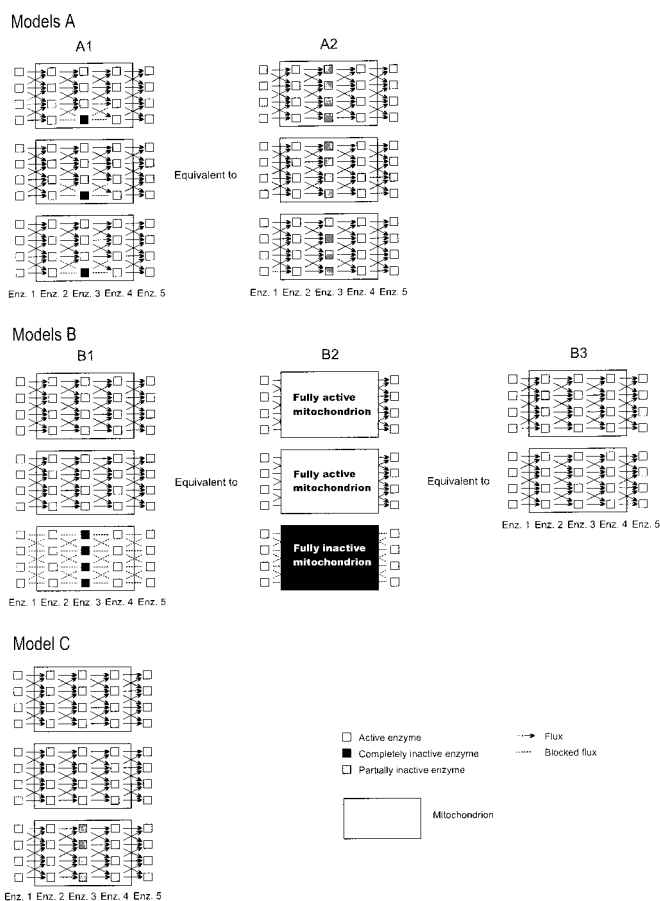 Models A
A1
A2
Equivalent to
Enz. 1 Enz. 2 Enz. 3 Enz. 4 Enz. 5
Enz. 1 Enz. 2 Enz. 3 Enz. 4 Enz. 5
Models B
B1
B2
B3
Fully active
mitochondrion
Equivalent to
Fully active
mitochondrion
Equivalent to
Enz. 1 Enz. 2 Enz. 3 Enz. 4 Enz. 5
Fully inactive
mitochondrion
Enz. 1 Enz. 2 Enz. 3 Enz. 4 Enz. 5
Model C
Active enzyme
Flux
Completely inactive enzyme
Blocked flux
Partially inactive enzyme
Mitochondrion
Enz. 1 Enz. 2 Enz. 3 Enz. 4 Enz. 5